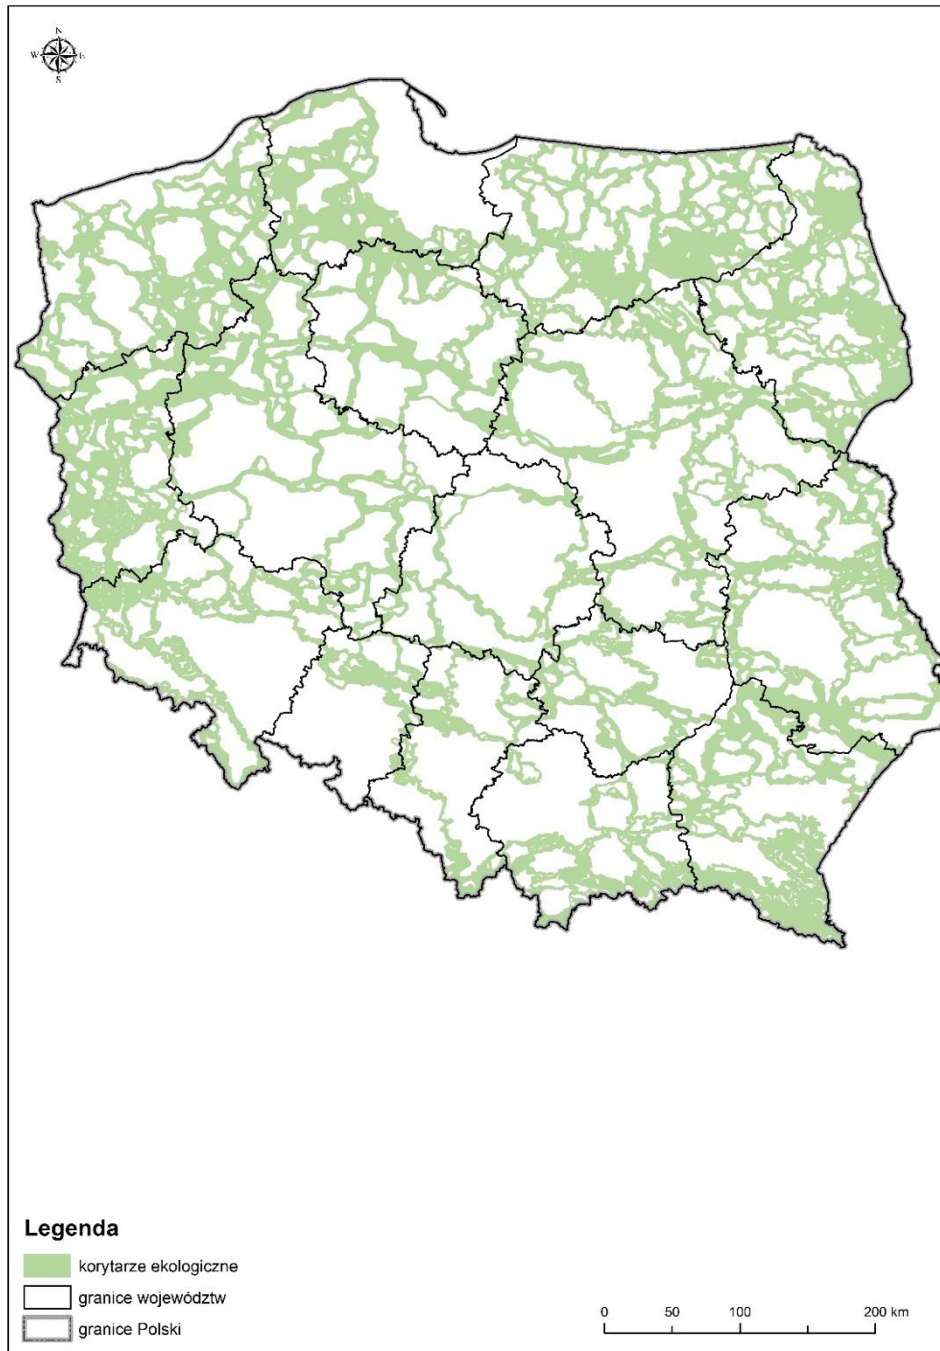 N
W E
S
Legenda
korytarze ekologiczne
granice województw
granice Polski
0 50 100 200 km